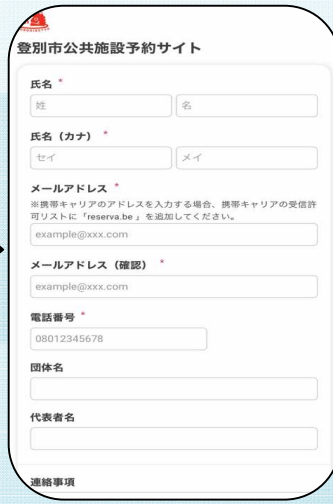 登別市公共施設予約サイト
氏名 *
姓 名
氏名（カナ） *
セイ メイ
メールアドレス *
※携帯キャリアのアドレスを入力する場合、携帯キャリアの受信許
可リストに「reserva.be 」を追加してください。
example@xxx.com
メールアドレス（確認） *
example@xxx.com
電話番号 *
08012345678
団体名
代表者名
連絡事項